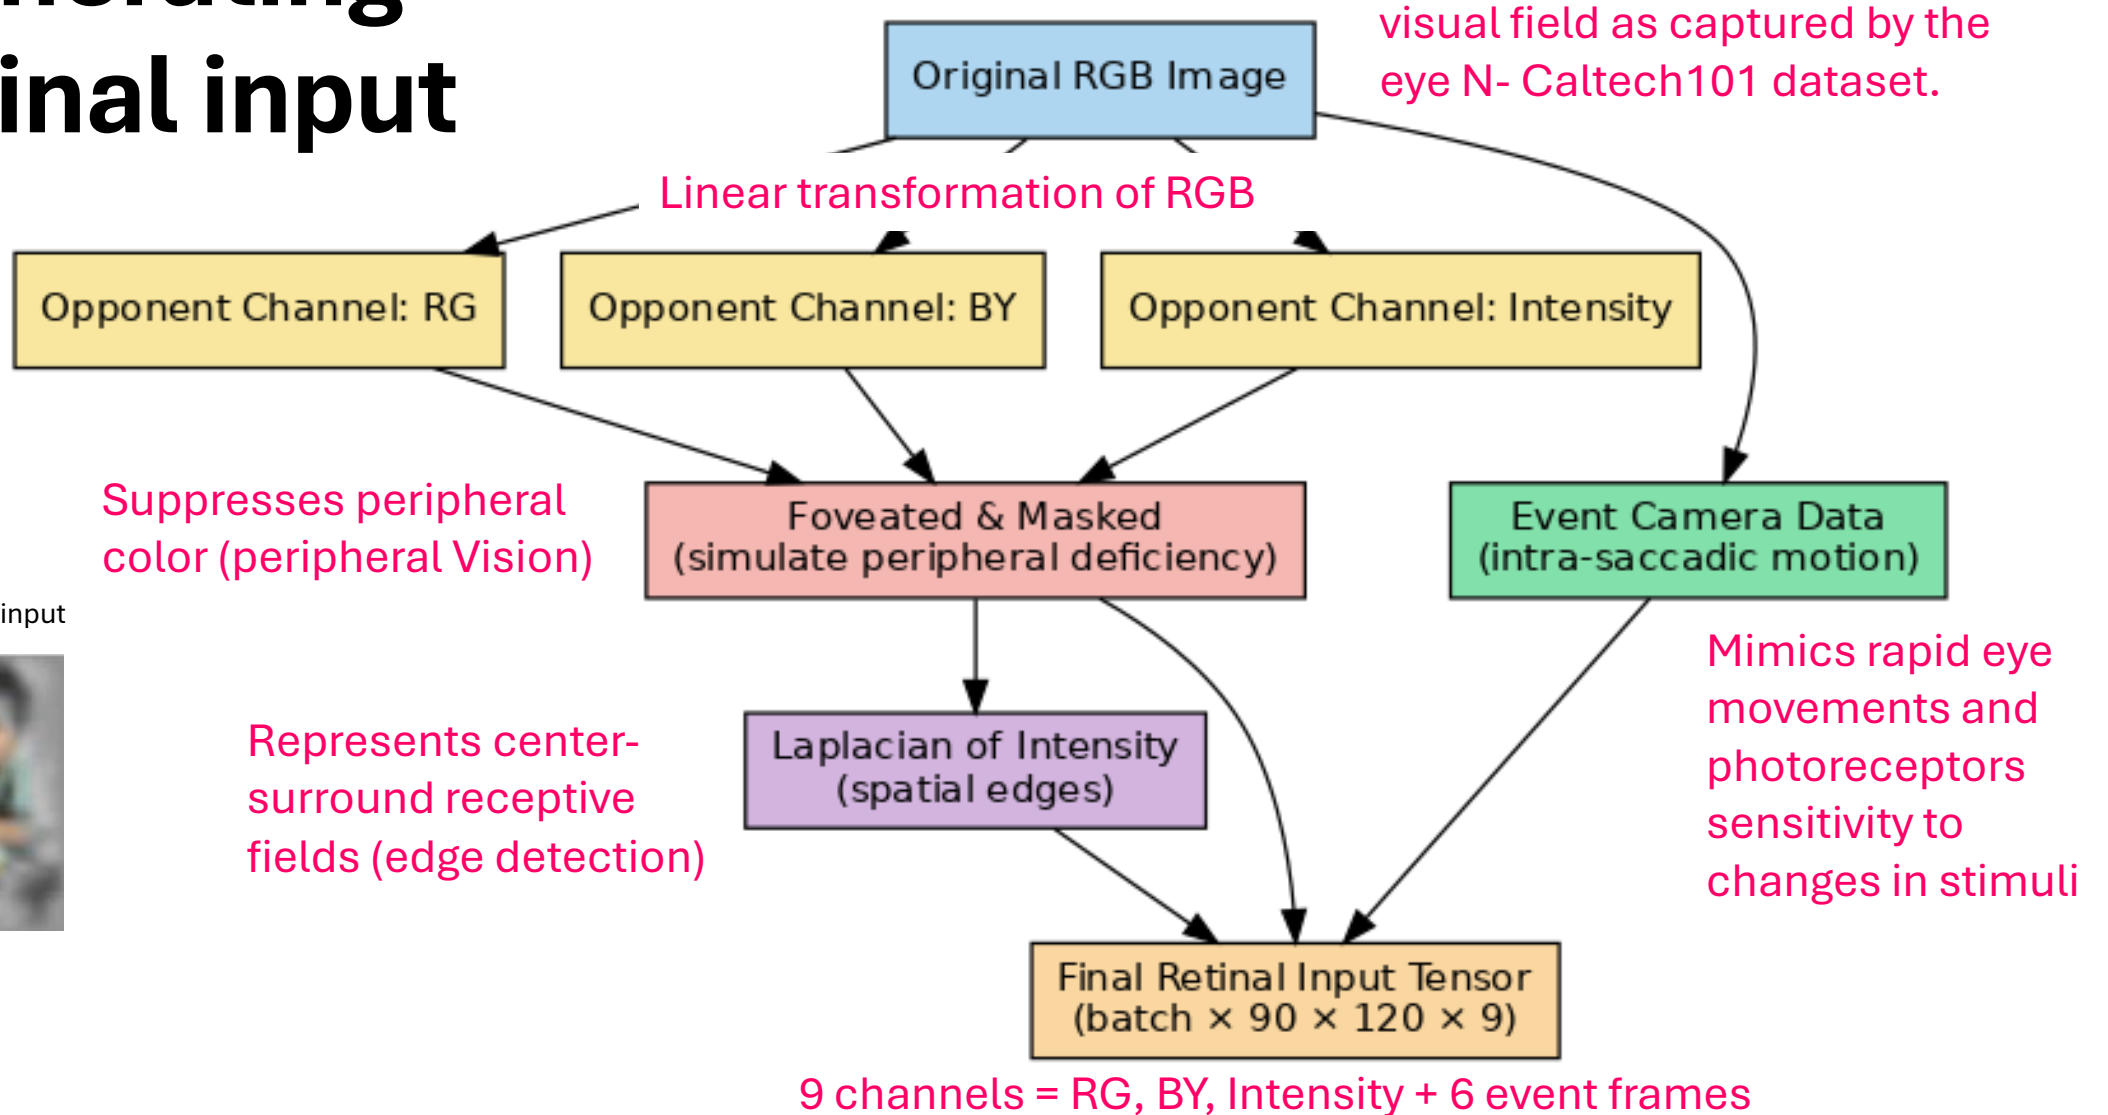 inal input
visual field as captured by the
eye N- Caltech101 dataset.
Original RGB Image
Linear transformation of RGB
Opponent Channel: RG
Opponent Channel: BY
Opponent Channel: Intensity
Suppresses peripheral
color (peripheral Vision)
Foveated & Masked
(simulate peripheral deficiency)
Event Camera Data
(intra-saccadic motion)
input
Represents center-
surround receptive
fields (edge detection)
Laplacian of Intensity
(spatial edges)
Mimics rapid eye
movements and
photoreceptors
sensitivity to
changes in stimuli
Final Retinal Input Tensor
(batch × 90 × 120 × 9)
9 channels = RG, BY, Intensity + 6 event frames